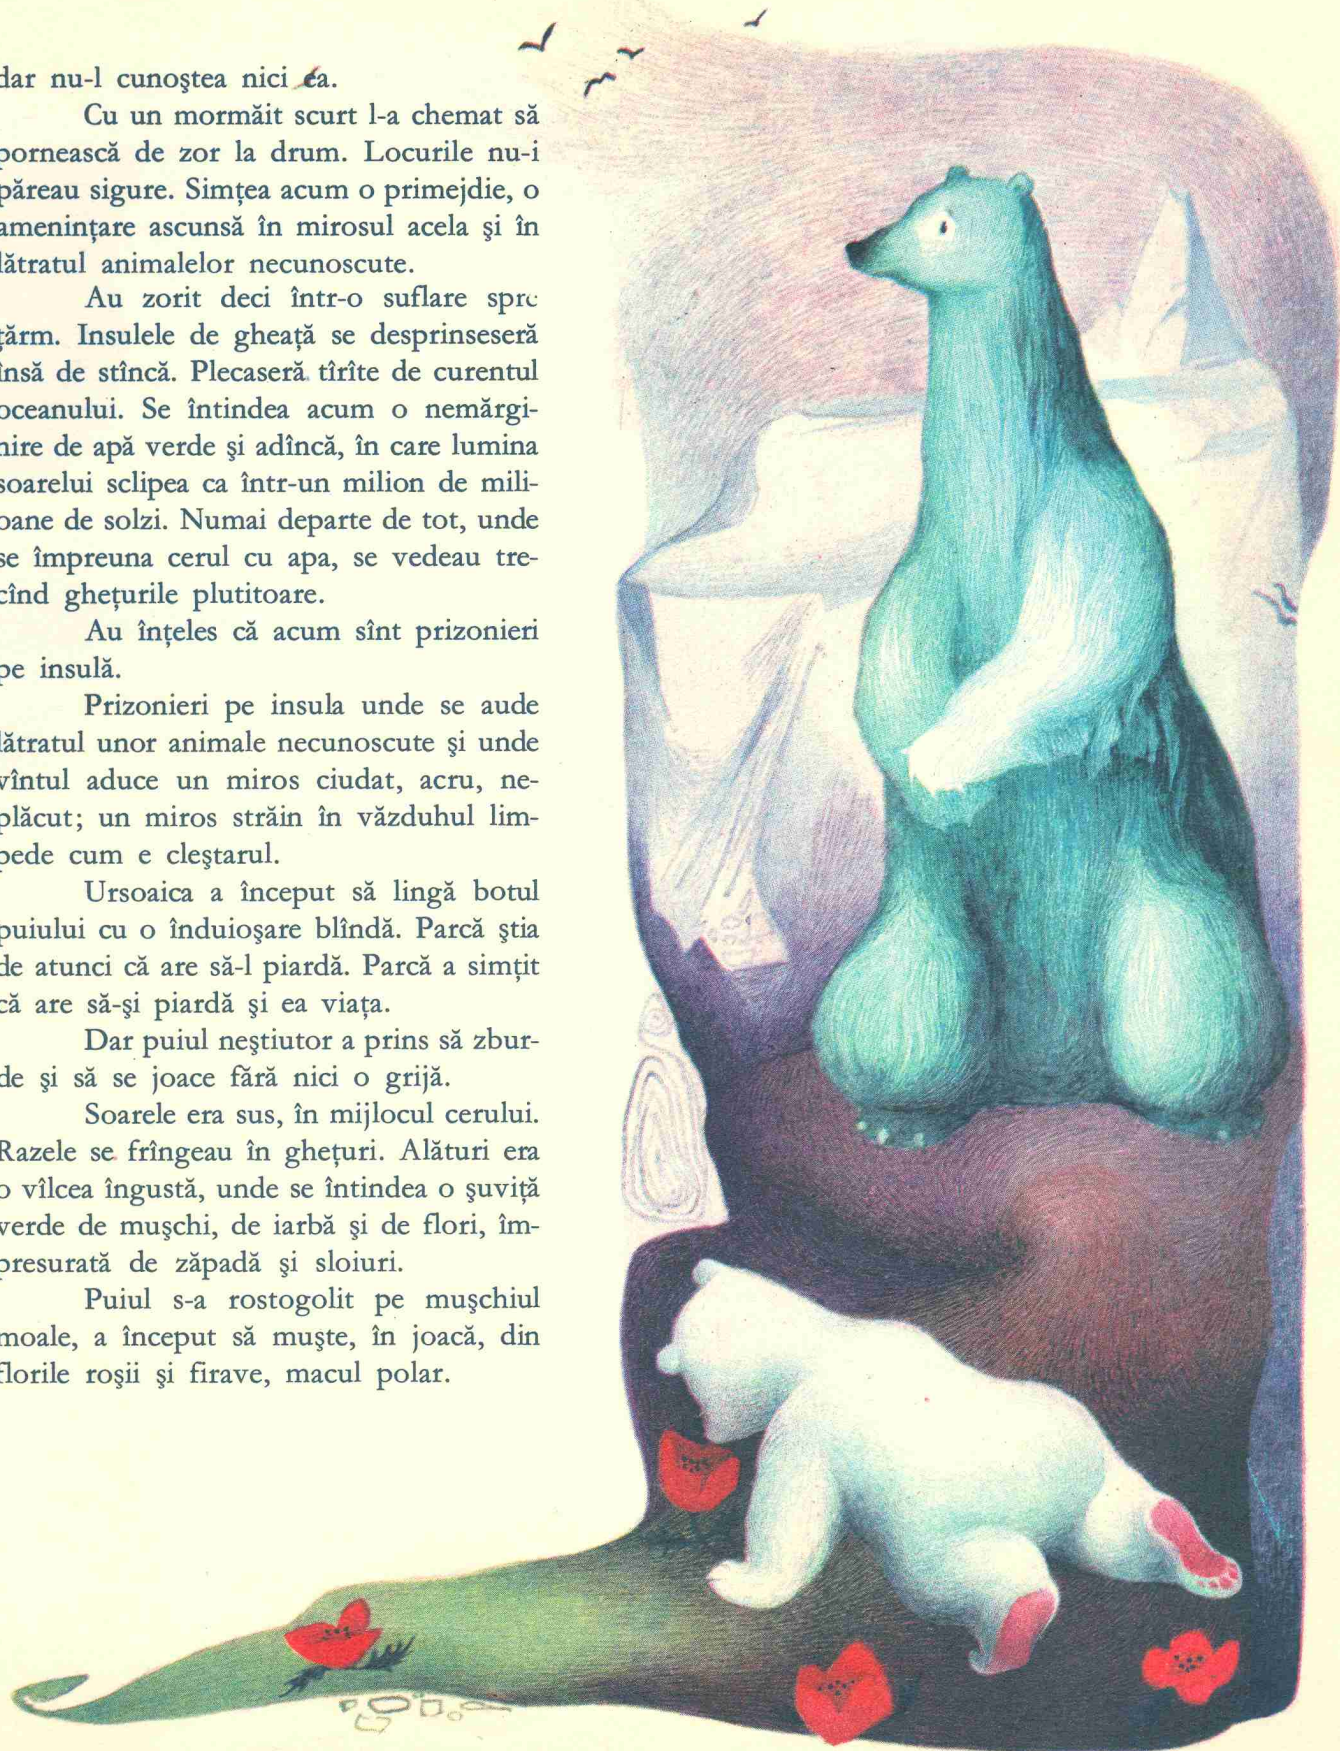 dar nu-l cunoştea nici ea.
Cu un mormăit scurt l-a chemat să
pornească de zor la drum. Locurile nu-i
păreau sigure. Simţea acum o primejdie, o
ameninţare ascunsă în mirosul acela şi în
lătratul animalelor necunoscute.
Au zorit deci într-o suflare spre
ţărm. Insulele de gheaţă se desprinseseră
însă de stîncă. Plecaseră tîrîte de curentul
oceanului. Se întindea acum o nemărgi-
nire de apă verde şi adîncă, în care lumina
soarelui sclipea ca într-un milion de mili-
oane de solzi. Numai departe de tot, unde
se împreuna cerul cu apa, se vedeau tre-
cînd gheţurile plutitoare.
Au înţeles că acum sînt prizonieri
pe insulă.
Prizonieri pe insula unde se aude
lătratul unor animale necunoscute şi unde
vîntul aduce un miros ciudat, acru, ne-
plăcut; un miros străin în văzduhul lim-
pede cum e cleştarul.
Ursoaica a început să lingă botul
puiului cu o înduioşare blîndă. Parcă ştia
de atunci că are să-l piardă. Parcă a simţit
că are să-şi piardă şi ea viaţa.
Dar puiul neştiutor a prins să zbur-
de şi să se joace fără nici o grijă.
Soarele era sus, în mijlocul cerului.
Razele se frîngeau în gheţuri. Alături era
o vîlcea îngustă, unde se întindea o şuviţă
verde de muşchi, de iarbă şi de flori, îm-
presurată de zăpadă şi sloiuri.
Puiul s-a rostogolit pe muşchiul
moale, a început să muşte, în joacă, din
florile roşii şi firave, macul polar.